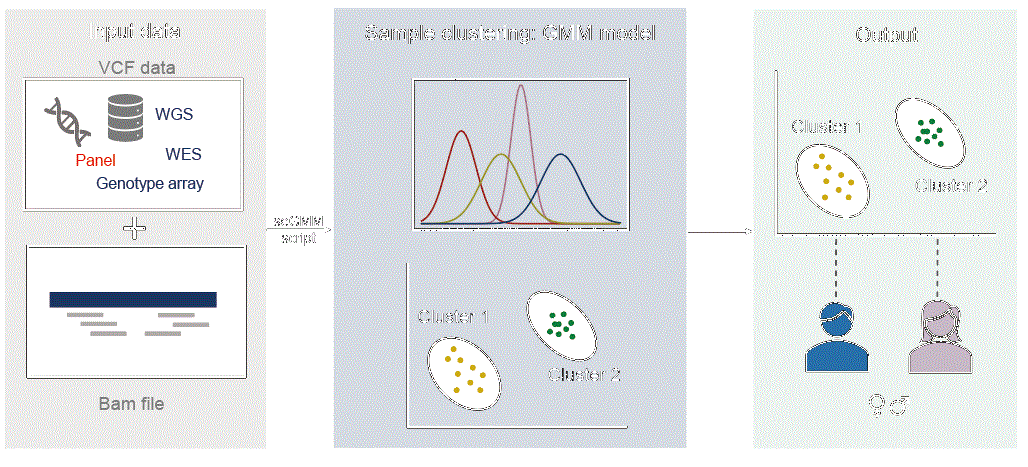 Input data
VCF data
WGS
Panel
WES
Genotype array
+
Bam file
scGMM
script
Sample clustering: GMM model
Cluster 1
Cluster 2
Output
Cluster 1
Cluster 2
♀♂